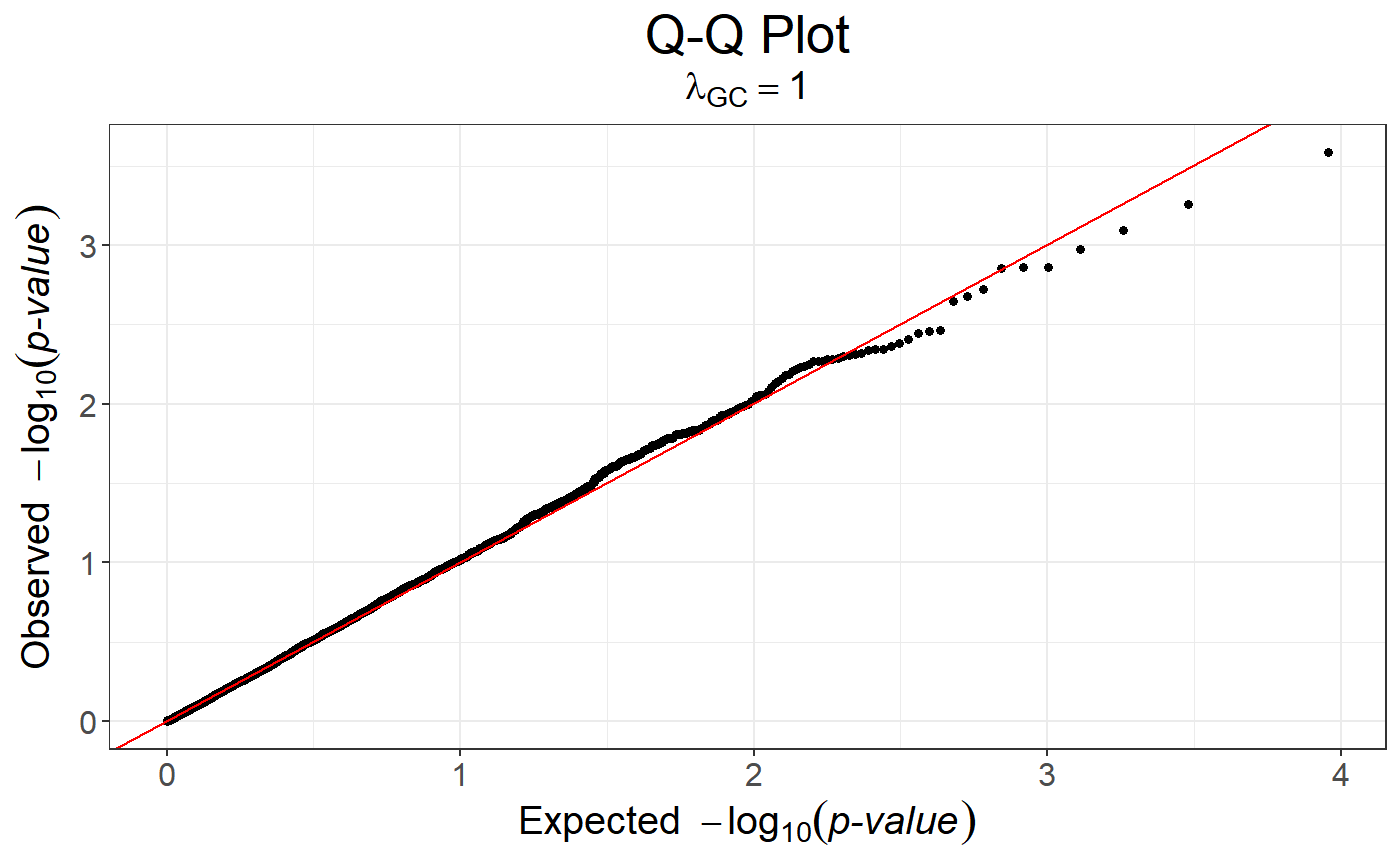 Q-Q Plot
λGC = 1
Observed −log10(p-value)
3
2
1
0
0 1 2 3 4
Expected −log10(p-value)